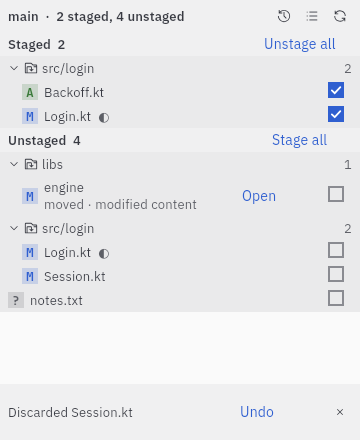 main · 2 staged, 4 unstaged
Staged 2 Unstage all
src/login 2
A Backoff.kt
M Login.kt
Unstaged 4 Stage all
libs 1
M engine
moved · modified content Open
src/login 2
M Login.kt
M Session.kt
? notes.txt
Discarded Session.kt Undo ×